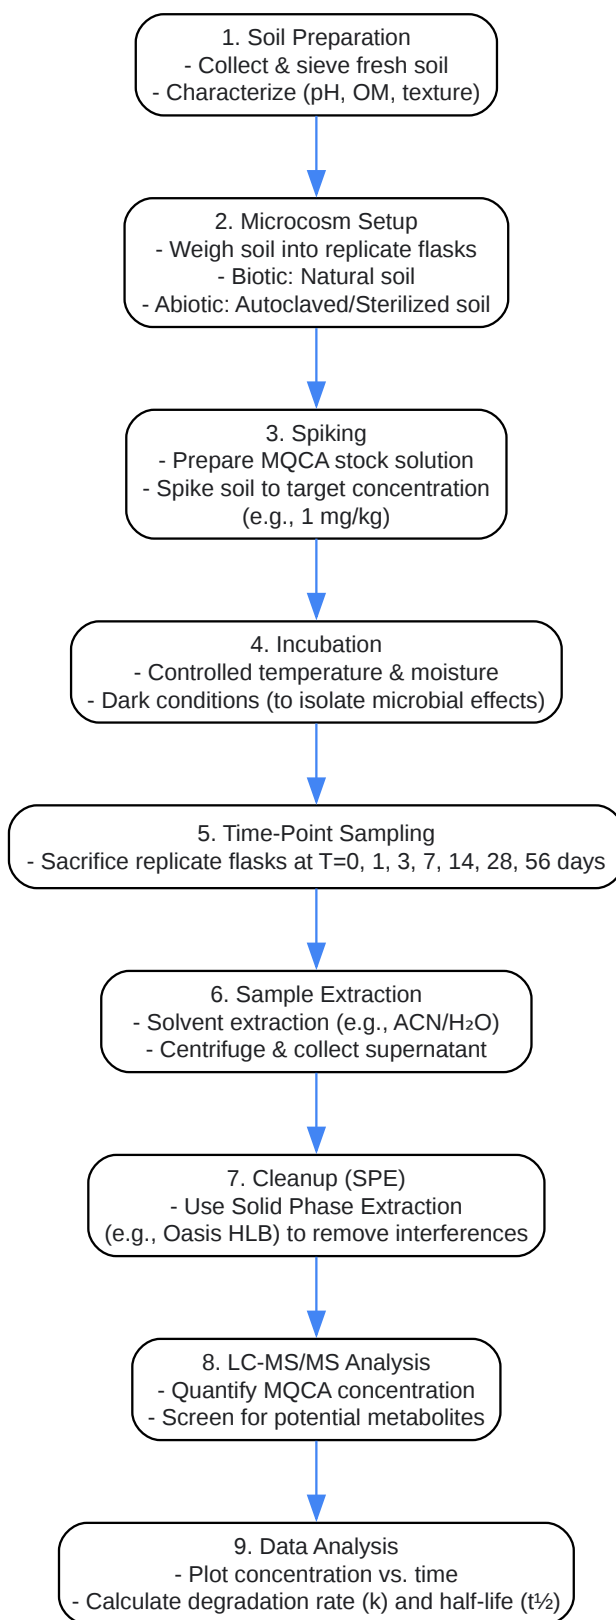 1. Soil Preparation
- Collect & sieve fresh soil
- Characterize (pH, OM, texture)
2. Microcosm Setup
- Weigh soil into replicate flasks
- Biotic: Natural soil
- Abiotic: Autoclaved/Sterilized soil
3. Spiking
- Prepare MQCA stock solution
- Spike soil to target concentration
(e.g., 1 mg/kg)
4. Incubation
- Controlled temperature & moisture
- Dark conditions (to isolate microbial effects)
5. Time-Point Sampling
- Sacrifice replicate flasks at T=0, 1, 3, 7, 14, 28, 56 days
6. Sample Extraction
- Solvent extraction (e.g., ACN/H₂O)
- Centrifuge & collect supernatant
7. Cleanup (SPE)
- Use Solid Phase Extraction
(e.g., Oasis HLB) to remove interferences
8. LC-MS/MS Analysis
- Quantify MQCA concentration
- Screen for potential metabolites
9. Data Analysis
- Plot concentration vs. time
- Calculate degradation rate (k) and half-life (t½)